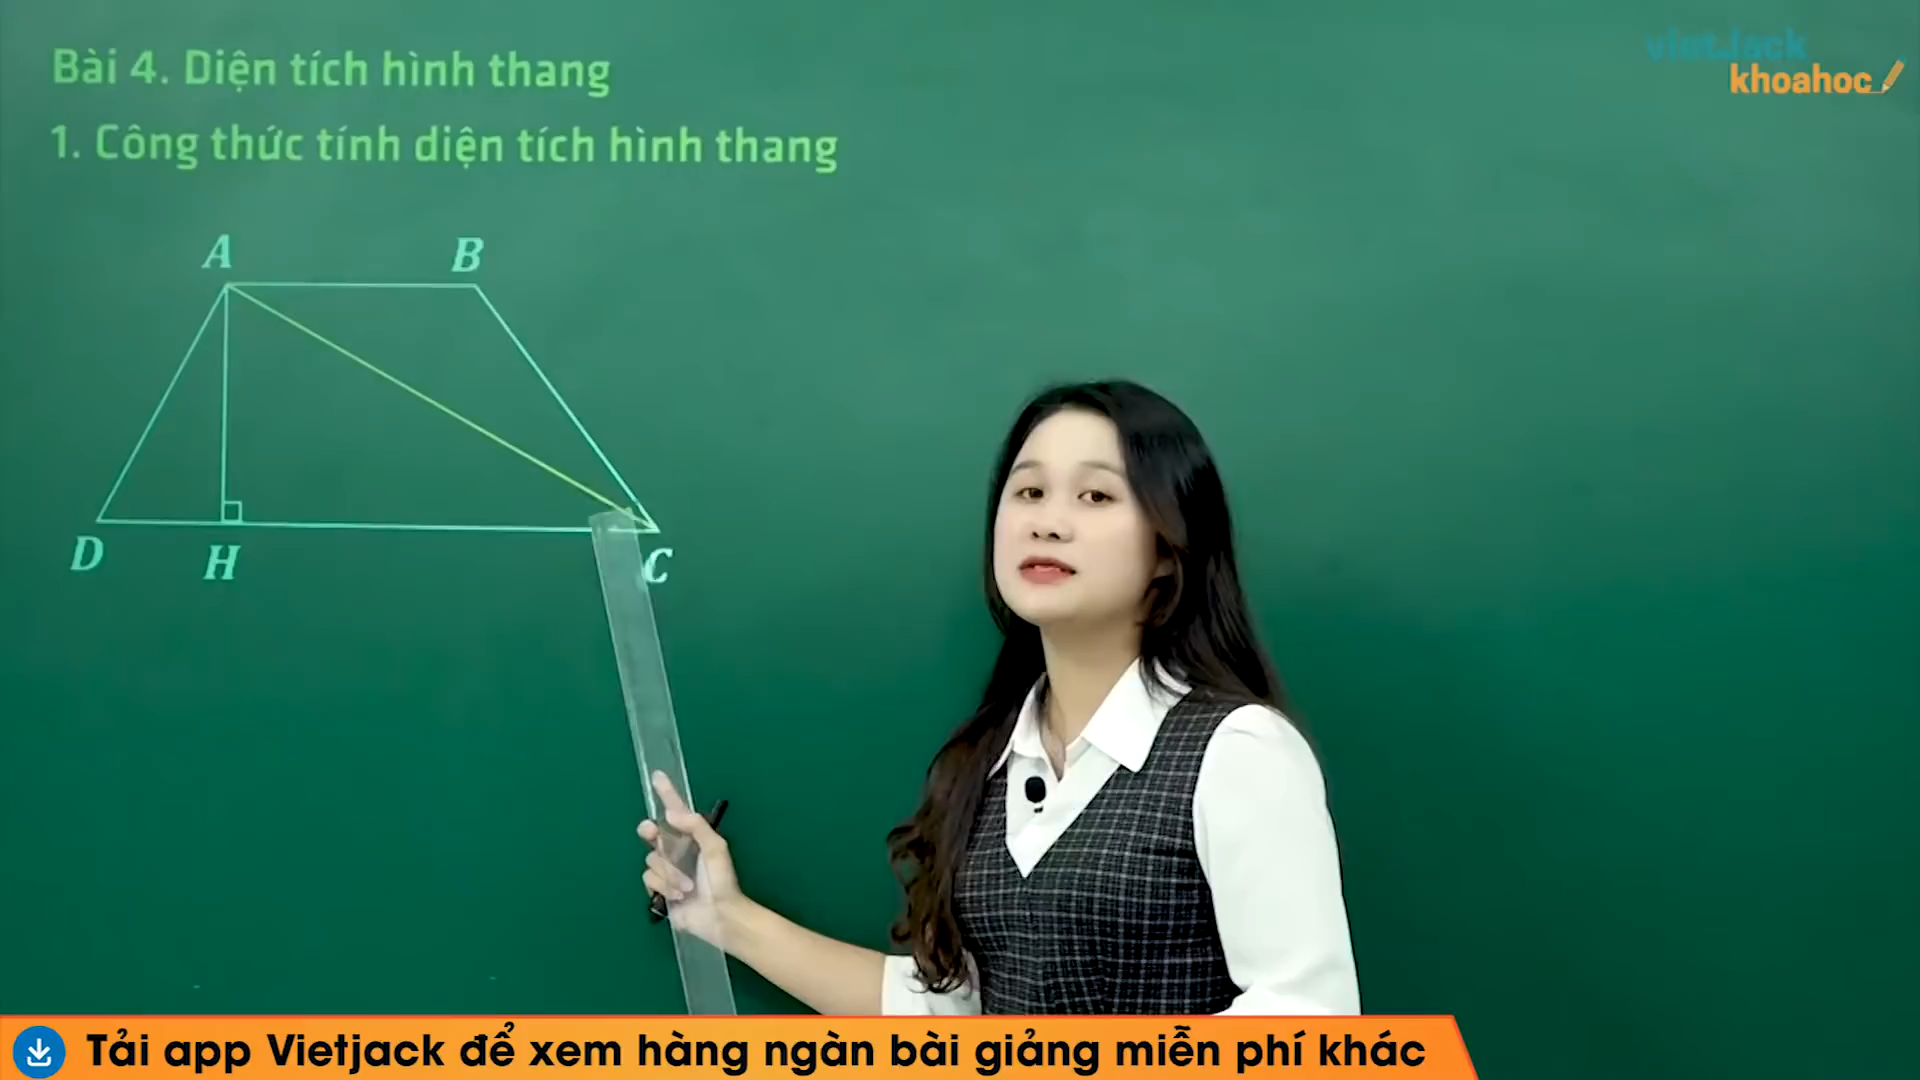 Bài 4. Diện tích hình thang
1. Công thức tính diện tích hình thang
vietJack
khoahoc
A
B
D
H
C
Tải app Vietjack để xem hàng ngàn bài giảng miễn phí khác